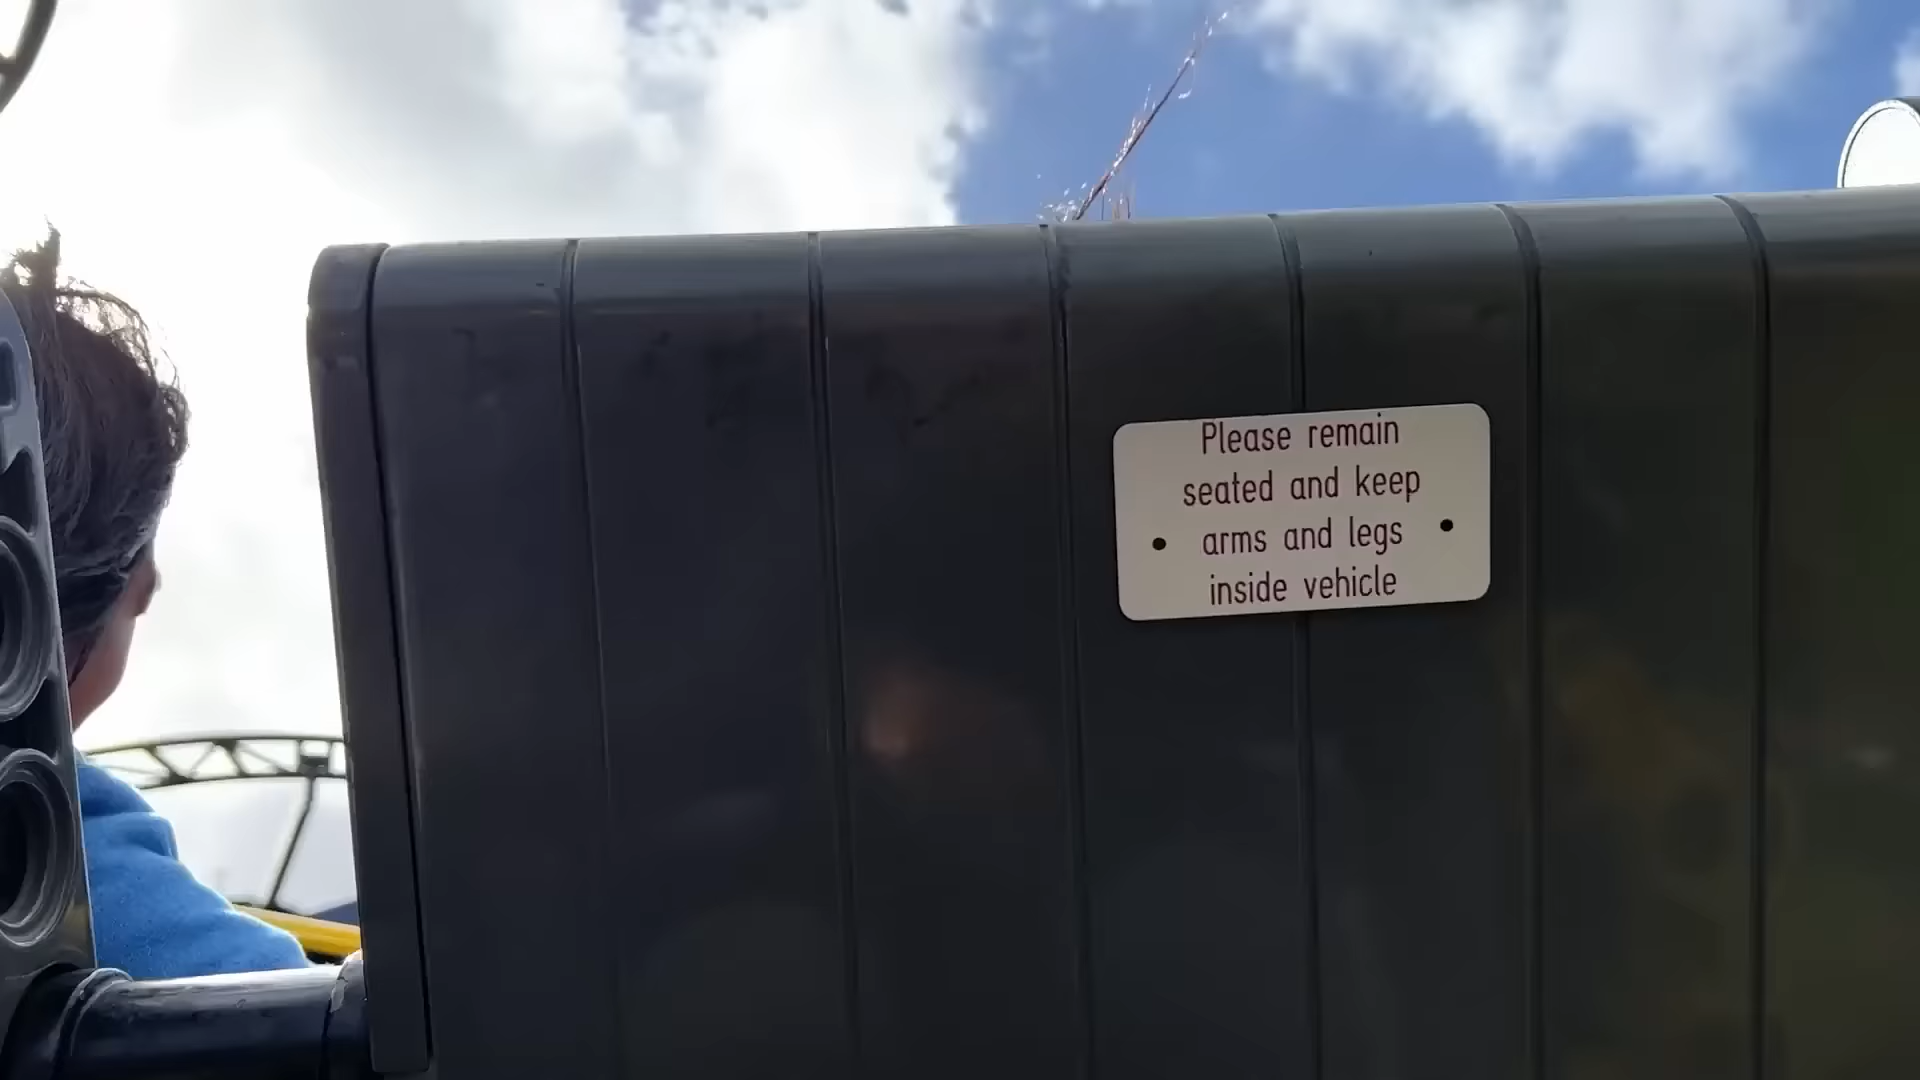 Please remain
seated and keep
arms and legs
inside vehicle